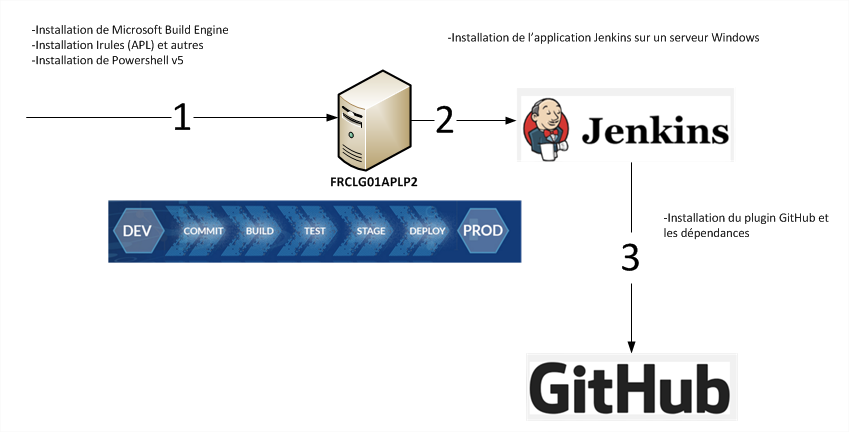 -Installation de Microsoft Build Engine
-Installation Irules (APL) et autres
-Installation de Powershell v5
-Installation de l’application Jenkins sur un serveur Windows
1
2
Jenkins
FRCLG01APLP2
DEV COMMIT BUILD TEST STAGE DEPLOY PROD
-Installation du plugin GitHub et
les dépendances
3
GitHub